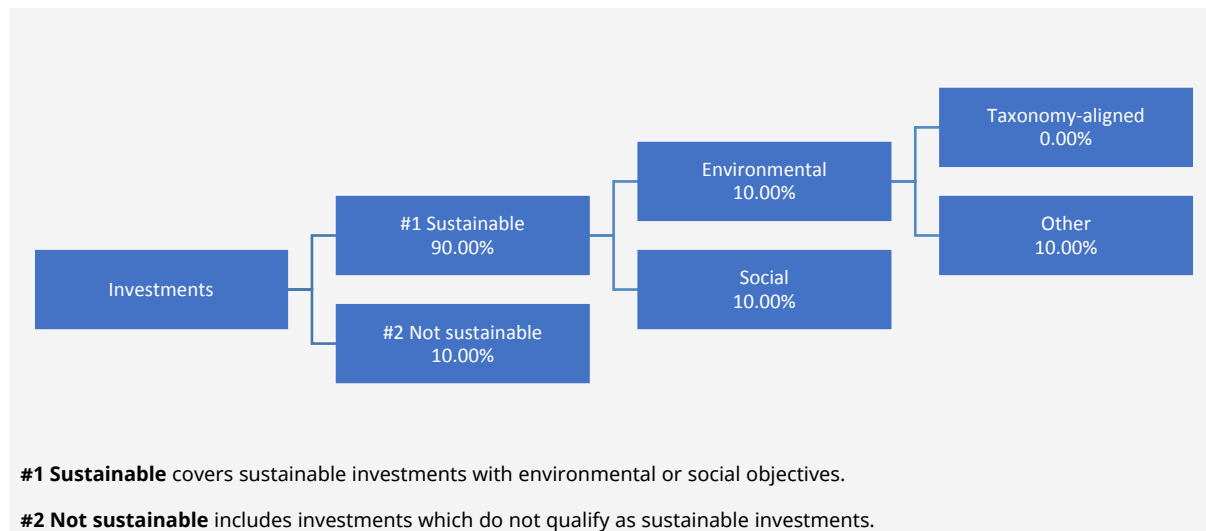 Investments
#1 Sustainable
90.00%
#2 Not sustainable
10.00%
Environmental
10.00%
Social
10.00%
Taxonomy-aligned
0.00%
Other
10.00%
#1 Sustainable covers sustainable investments with environmental or social objectives.
#2 Not sustainable includes investments which do not qualify as sustainable investments.